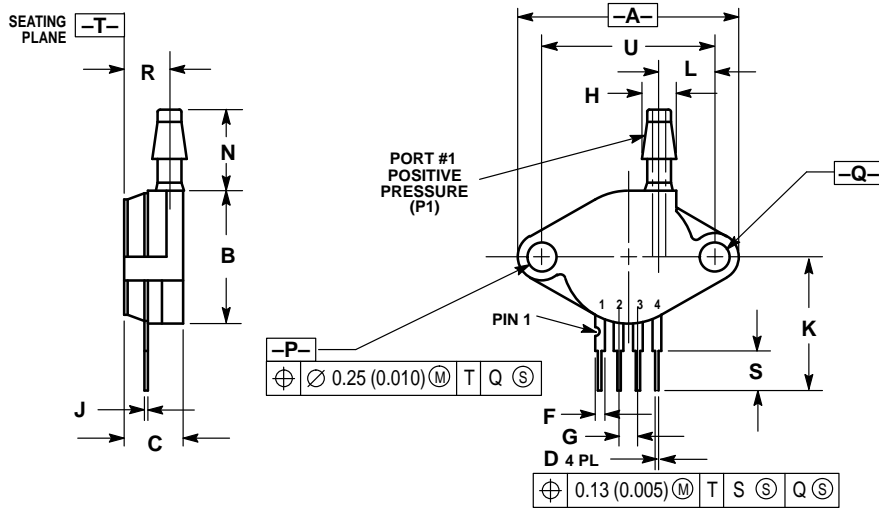 SEATING
PLANE
–T–
–A–
R
U
L
H
N
PORT #1
POSITIVE
PRESSURE
(P1)
–Q–
B
1 2 3 4
PIN 1
K
–P–
⌖ ∅ 0.25 (0.010) Ⓜ T Q Ⓢ
S
J
F
C
G
D 4 PL
⌖ 0.13 (0.005) Ⓜ T S Ⓢ Q Ⓢ